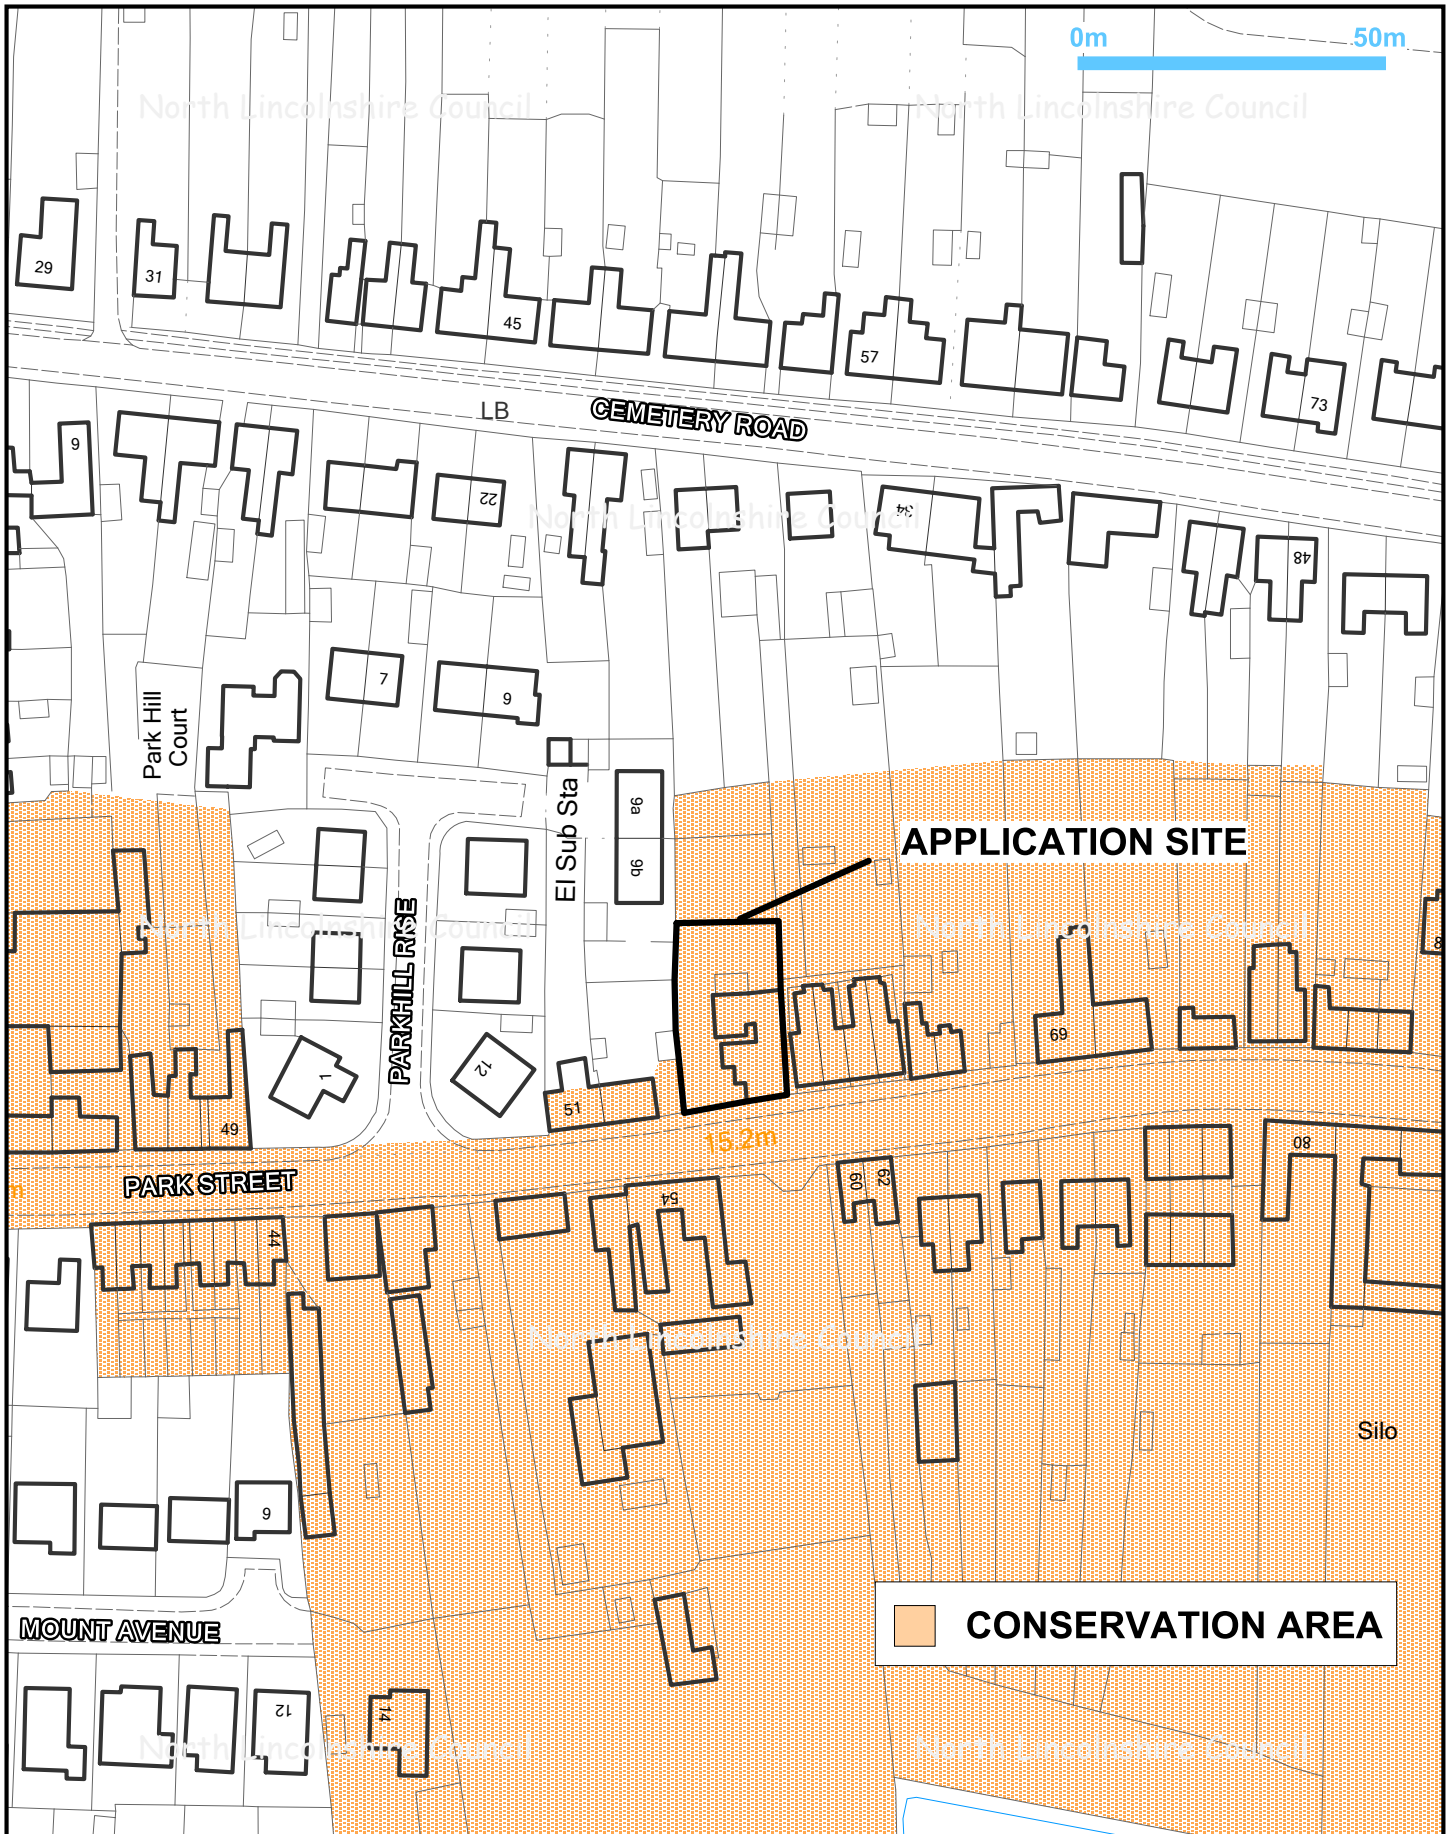 0m 50m
North Lincolnshire Council North Lincolnshire Council
29
31
45
57
73
LB
CEMETERY ROAD
9
22
North Lincolnshire Council
34
48
7
9
Park Hill
Court
El Sub Sta
9a
9b
APPLICATION SITE
North Lincolnshire Council North Lincolnshire Council
8
PARKHILL RISE
69
1
12
51
49
15.2m
80
PARK STREET
m
60
62
54
44
North Lincolnshire Council
Silo
9
CONSERVATION AREA
MOUNT AVENUE
12
14
North Lincolnshire Council North Lincolnshire Council